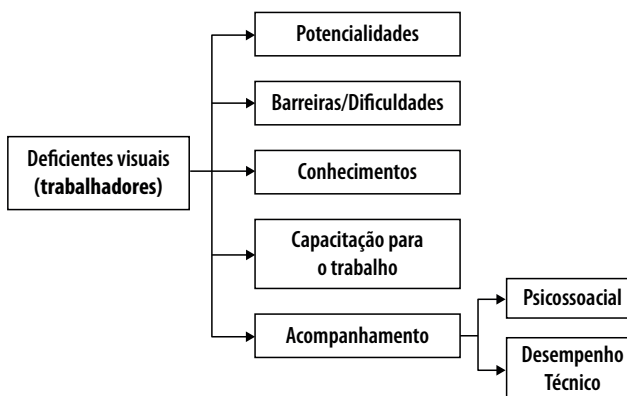 Potencialidades
Barreiras/Dificuldades
Deficientes visuais
(trabalhadores)
Conhecimentos
Capacitação para
o trabalho
Acompanhamento
Psicossoacial
Desempenho
Técnico